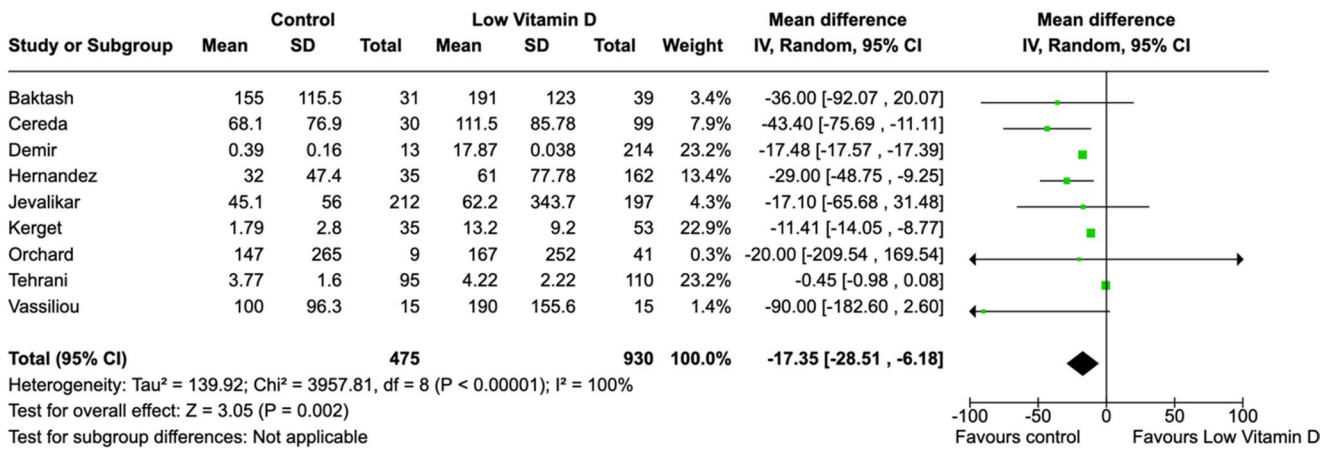 Control Low Vitamin D Mean difference Mean difference
Study or Subgroup Mean SD Total Mean SD Total Weight IV, Random, 95% CI IV, Random, 95% CI
Baktash 155 115.5 31 191 123 39 3.4% -36.00 [-92.07 , 20.07]
Cereda 68.1 76.9 30 111.5 85.78 99 7.9% -43.40 [-75.69 , -11.11]
Demir 0.39 0.16 13 17.87 0.038 214 23.2% -17.48 [-17.57 , -17.39]
Hernandez 32 47.4 35 61 77.78 162 13.4% -29.00 [-48.75 , -9.25]
Jevalikar 45.1 56 212 62.2 343.7 197 4.3% -17.10 [-65.68 , 31.48]
Kerget 1.79 2.8 35 13.2 9.2 53 22.9% -11.41 [-14.05 , -8.77]
Orchard 147 265 9 167 252 41 0.3% -20.00 [-209.54 , 169.54]
Tehrani 3.77 1.6 95 4.22 2.22 110 23.2% -0.45 [-0.98 , 0.08]
Vassiliou 100 96.3 15 190 155.6 15 1.4% -90.00 [-182.60 , 2.60]
Total (95% CI) 475 930 100.0% -17.35 [-28.51 , -6.18]
Heterogeneity: Tau² = 139.92; Chi² = 3957.81, df = 8 (P < 0.00001); I² = 100%
Test for overall effect: Z = 3.05 (P = 0.002)
Test for subgroup differences: Not applicable
-100 -50 0 50 100
Favours control Favours Low Vitamin D